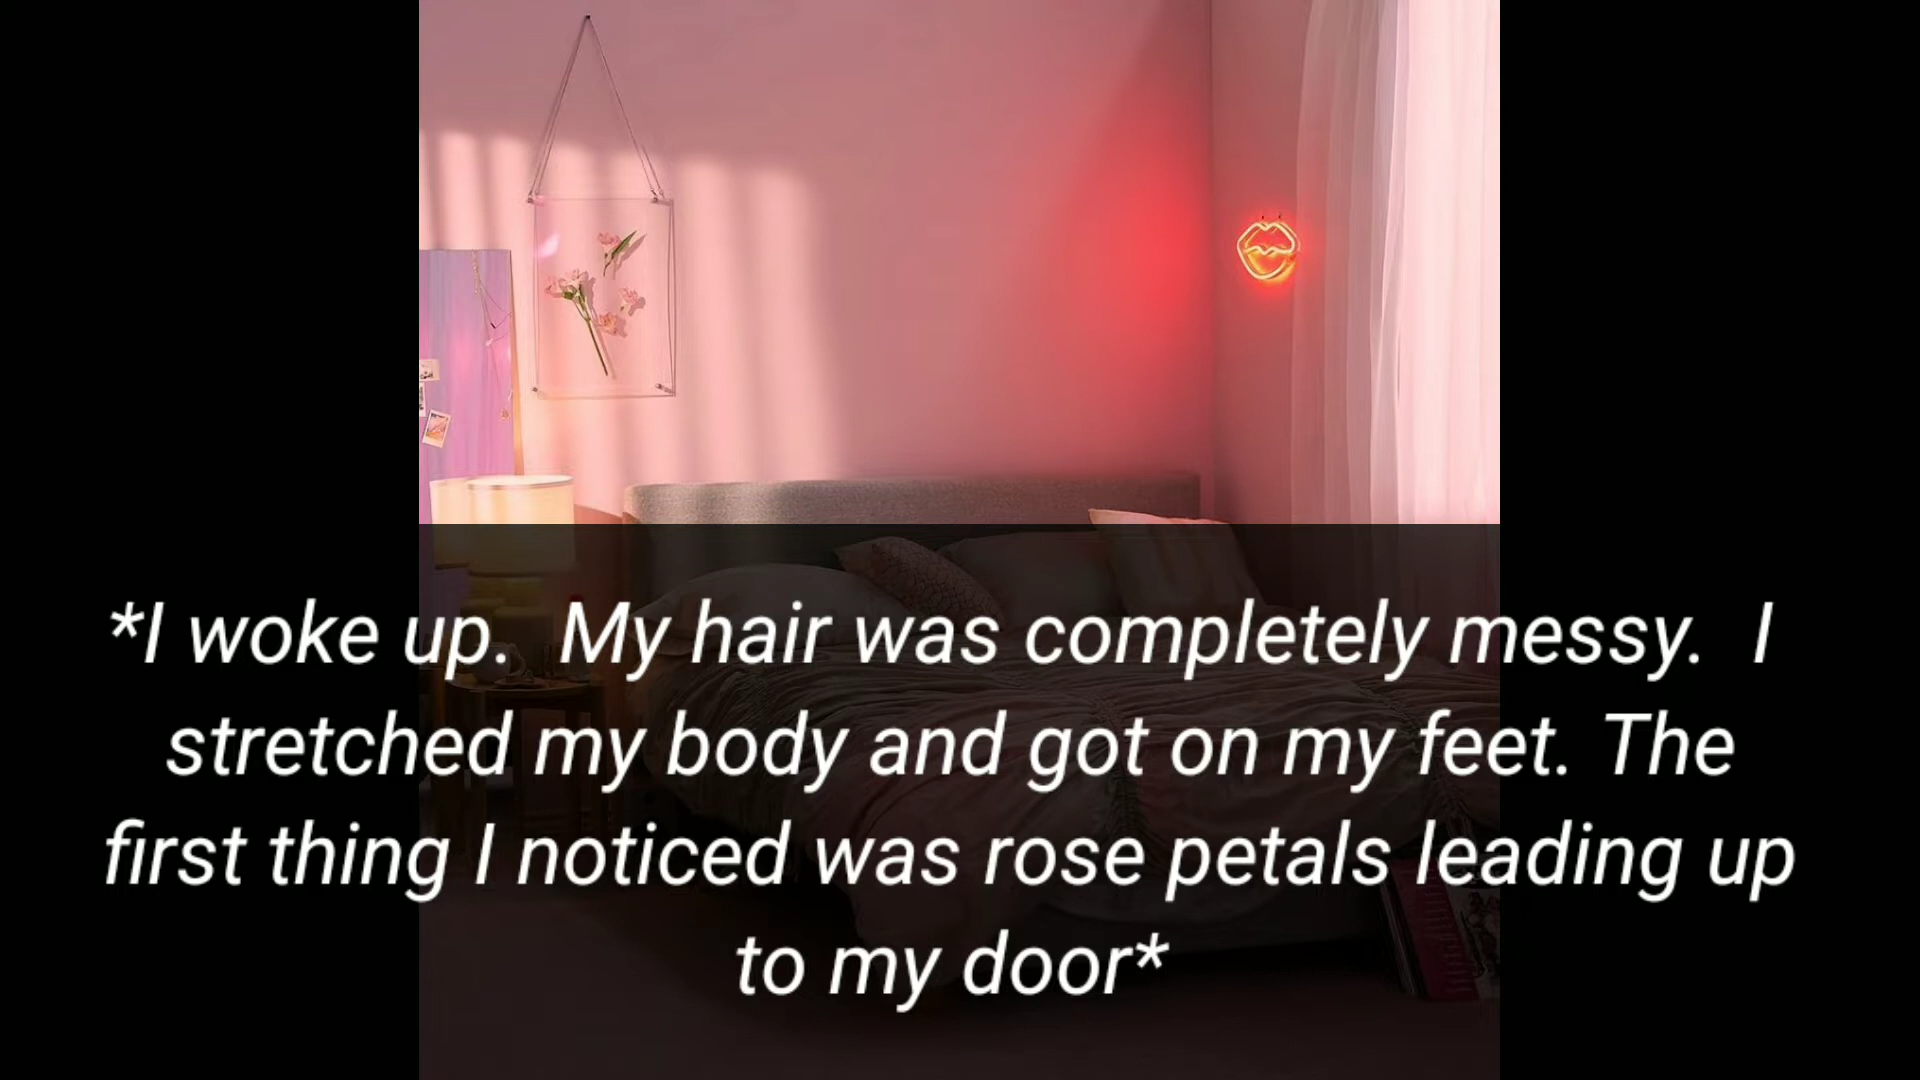 *I woke up.  My hair was completely messy.  I
stretched my body and got on my feet. The
first thing I noticed was rose petals leading up
to my door*